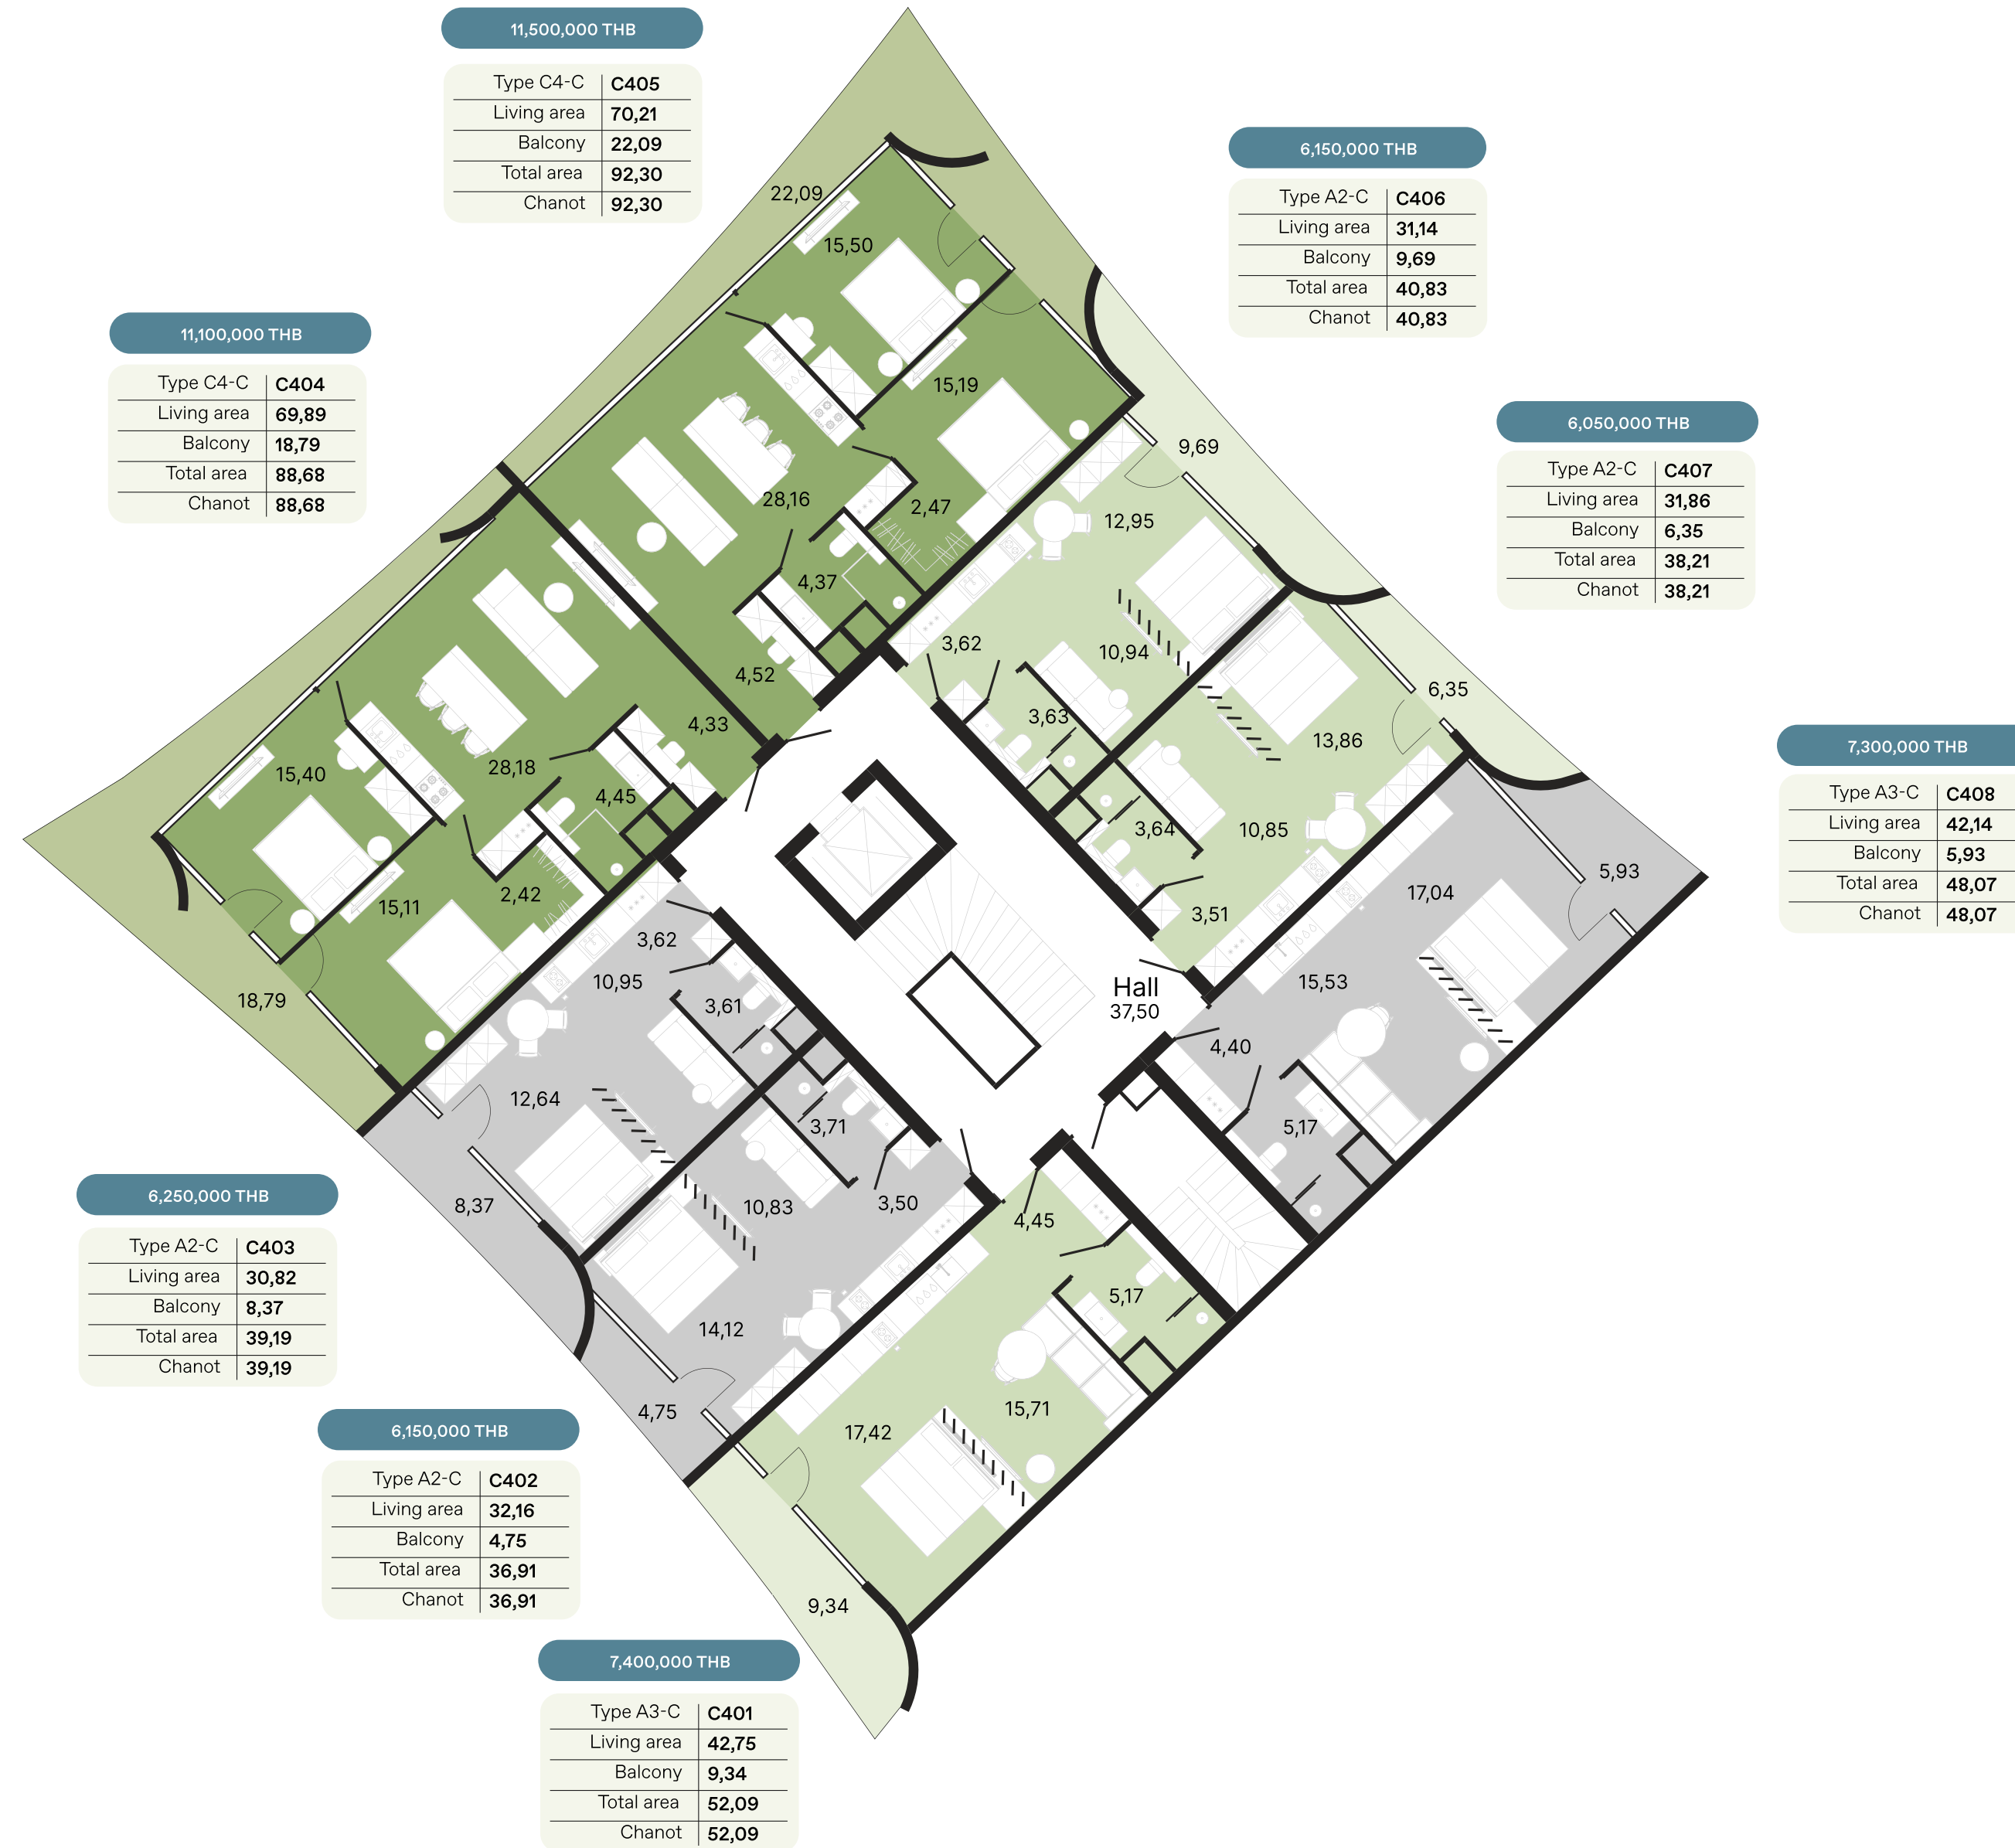 11,500,000 THB
Type C4-C C405
Living area 70,21
Balcony 22,09
Total area 92,30
Chanot 92,30
6,150,000 THB
Type A2-C C406
Living area 31,14
Balcony 9,69
Total area 40,83
Chanot 40,83
11,100,000 THB
Type C4-C C404
Living area 69,89
Balcony 18,79
Total area 88,68
Chanot 88,68
6,050,000 THB
Type A2-C C407
Living area 31,86
Balcony 6,35
Total area 38,21
Chanot 38,21
7,300,000 THB
Type A3-C C408
Living area 42,14
Balcony 5,93
Total area 48,07
Chanot 48,07
22,09
15,50
15,19
28,16
2,47
4,37
4,52
9,69
12,95
3,62
10,94
3,63
6,35
13,86
3,64
10,85
3,51
4,33
28,18
15,40
4,45
2,42
15,11
18,79
5,93
17,04
15,53
4,40
5,17
Hall
37,50
3,62
10,95
3,61
12,64
8,37
3,71
10,83
3,50
14,12
4,75
4,45
5,17
15,71
17,42
9,34
6,250,000 THB
Type A2-C C403
Living area 30,82
Balcony 8,37
Total area 39,19
Chanot 39,19
6,150,000 THB
Type A2-C C402
Living area 32,16
Balcony 4,75
Total area 36,91
Chanot 36,91
7,400,000 THB
Type A3-C C401
Living area 42,75
Balcony 9,34
Total area 52,09
Chanot 52,09